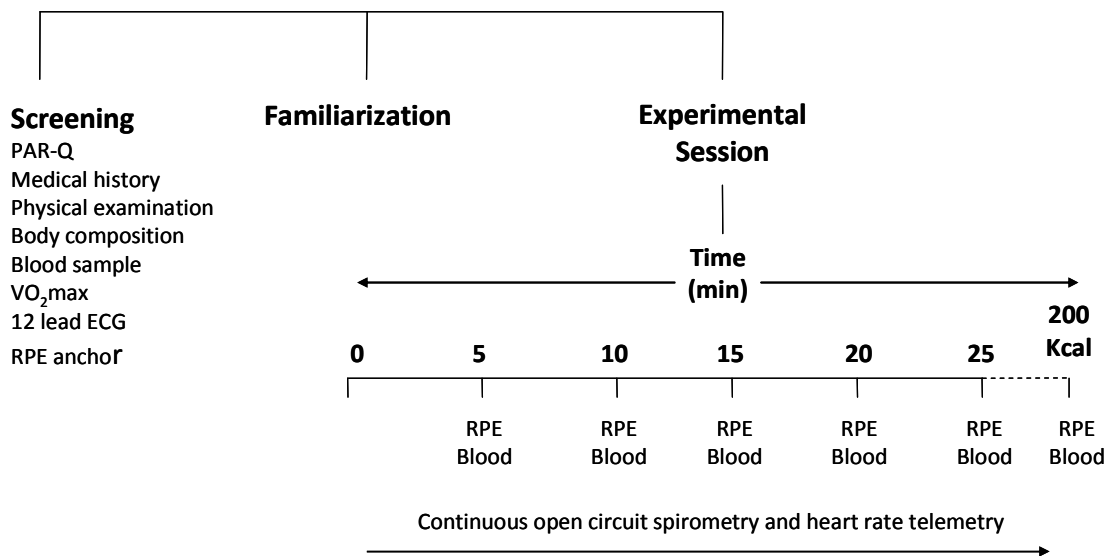 Screening
PAR-Q
Medical history
Physical examination
Body composition
Blood sample
VO2max
12 lead ECG
RPE anchor
Familiarization
Experimental
Session
Time
(min)
200
Kcal
0 5 10 15 20 25
RPE RPE RPE RPE RPE RPE
Blood Blood Blood Blood Blood Blood
Continuous open circuit spirometry and heart rate telemetry